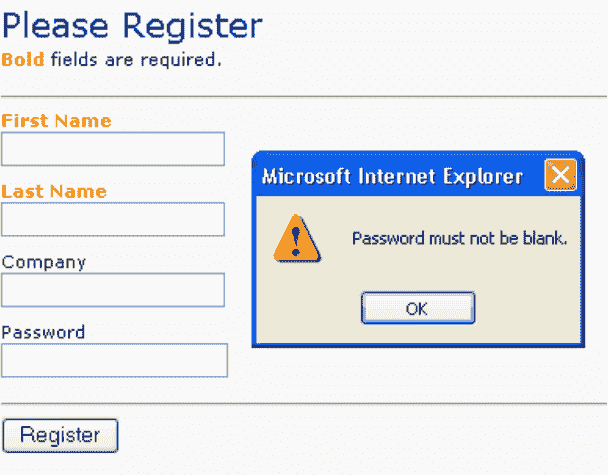 Please Register
Bold fields are required.
First Name
Last Name
Company
Password
Register
Microsoft Internet Explorer
Password must not be blank.
OK